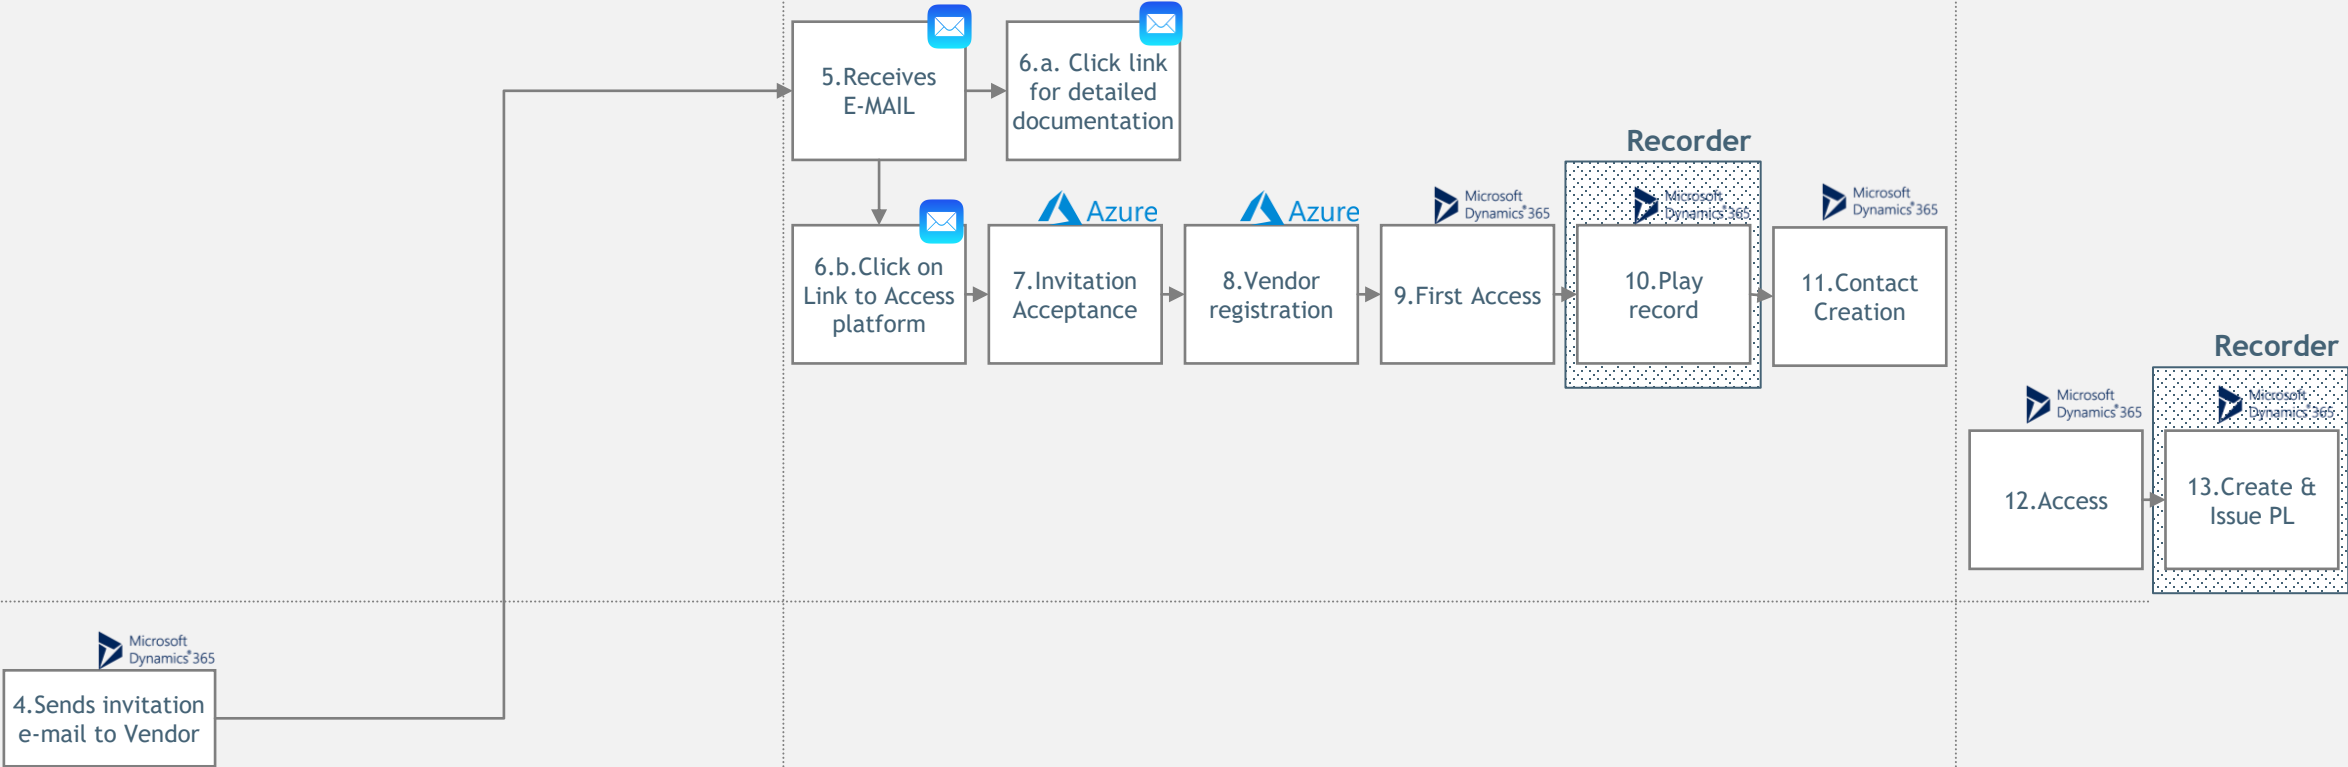 5.Receives
E-MAIL
6.a. Click link
for detailed
documentation
Recorder
6.b.Click on
Link to Access
platform
Azure
7.Invitation
Acceptance
Azure
8.Vendor
registration
Microsoft
Dynamics®365
9.First Access
Microsoft
Dynamics®365
10.Play
record
Microsoft
Dynamics®365
11.Contact
Creation
Microsoft
Dynamics®365
12.Access
Recorder
Microsoft
Dynamics®365
13.Create &
Issue PL
Microsoft
Dynamics®365
4.Sends invitation
e-mail to Vendor